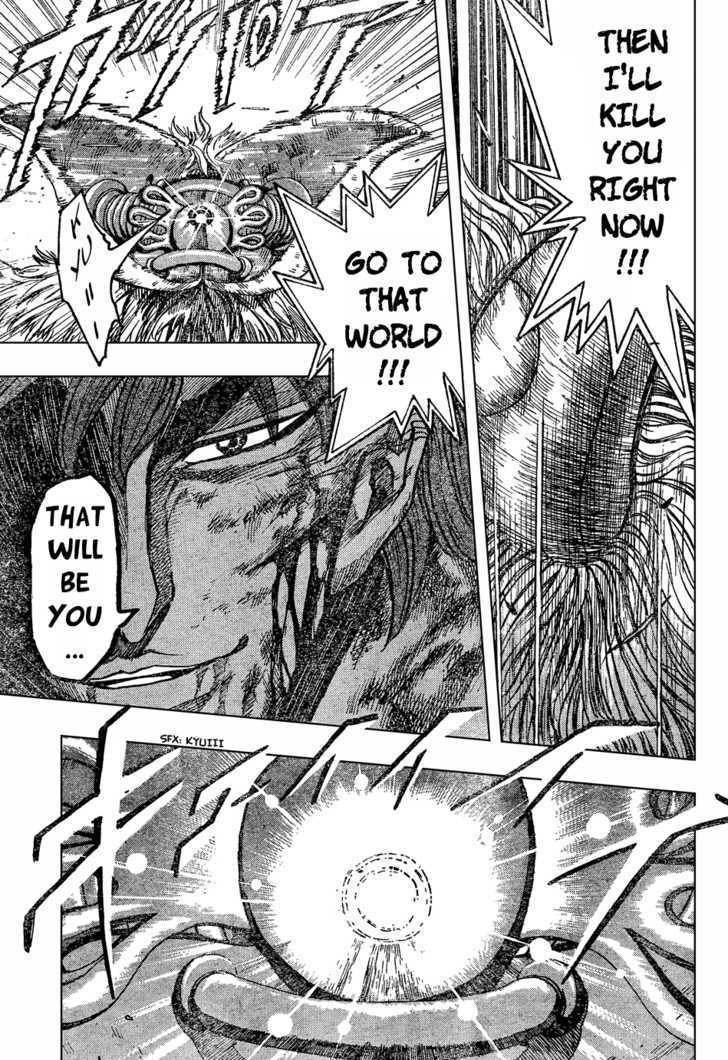 THEN
I'LL
KILL
YOU
RIGHT
NOW
!!!
GO TO
THAT
WORLD
!!!
THAT
WILL
BE
YOU
...
SFX: KYUIII